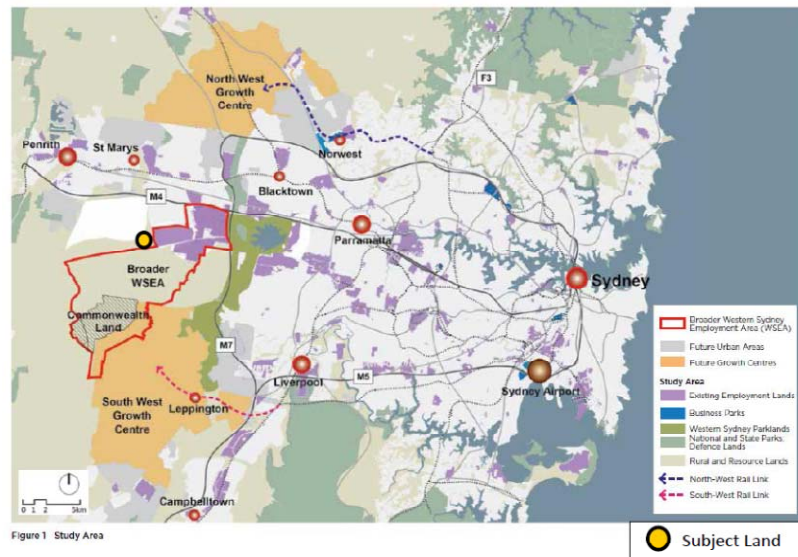 F3
North West
Growth
Centre
Penrith
St Marys
Norwest
Blacktown
M4
Parramatta
Broader
WSEA
Sydney
Commonwealth
Land
M7
Liverpool
M5
Sydney Airport
South West
Growth
Centre
Leppington
Campbelltown
0 1 2 5km
Broader Western Sydney
Employment Area (WSEA)
Future Urban Areas
Future Growth Centres
Study Area
Existing Employment Lands
Business Parks
Western Sydney Parklands
National and State Parks,
Defence Lands
Rural and Resource Lands
North-West Rail Link
South-West Rail Link
Figure 1 Study Area
Subject Land